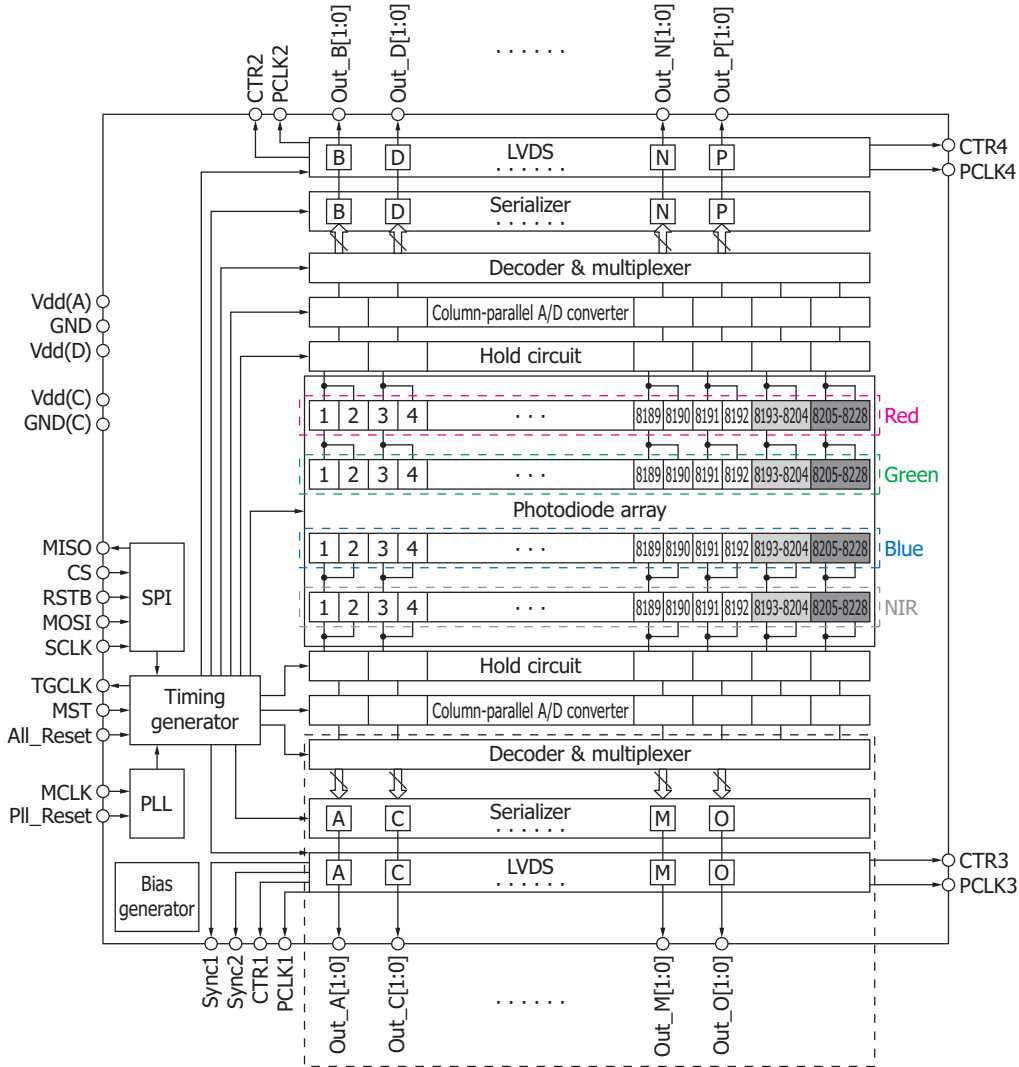 Out_B[1:0]
Out_D[1:0]
. . . . . .
Out_N[1:0]
Out_P[1:0]
CTR2
PCLK2
LVDS
B D . . . . . . N P
CTR4
PCLK4
Serializer
B D . . . . . . N P
Decoder & multiplexer
Vdd(A)
GND
Vdd(D)
Vdd(C)
GND(C)
Column-parallel A/D converter
Hold circuit
1 2 3 4 . . . 8189 8190 8191 8192 8193-8204 8205-8228 Red
1 2 3 4 . . . 8189 8190 8191 8192 8193-8204 8205-8228 Green
Photodiode array
1 2 3 4 . . . 8189 8190 8191 8192 8193-8204 8205-8228 Blue
1 2 3 4 . . . 8189 8190 8191 8192 8193-8204 8205-8228 NIR
MISO
CS
RSTB
MOSI
SCLK
SPI
TGCLK
MST
All_Reset
Timing
generator
MCLK
Pll_Reset
PLL
Bias
generator
Hold circuit
Column-parallel A/D converter
Decoder & multiplexer
Serializer
A C . . . . . . M O
LVDS
A C . . . . . . M O
CTR3
PCLK3
Sync1
Sync2
CTR1
PCLK1
Out_A[1:0]
Out_C[1:0]
. . . . . .
Out_M[1:0]
Out_O[1:0]